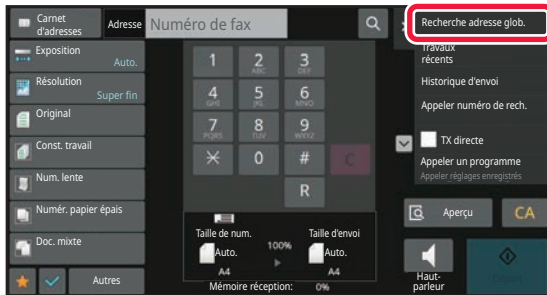 Carnet
d'adresses
Adresse
Numéro de fax
Recherche adresse glob.
Travaux
récents
Historique d'envoi
Appeler numéro de rech.
TX directe
Appeler un programme
Appeler réglages enregistrés
Exposition
Auto.
Résolution
Super fin
Original
Const. travail
Num. lente
Numér. papier épais
Doc. mixte
Autres
1 2 3
ABC DEF
4 5 6
GHI JKL MNO
7 8 9
PQRS TUV WXYZ
0 # C
R
Taille de num.
Taille d'envoi
Auto.
100%
Auto.
A4
A4
Mémoire réception: 0%
Aperçu
CA
Haut-
parleur